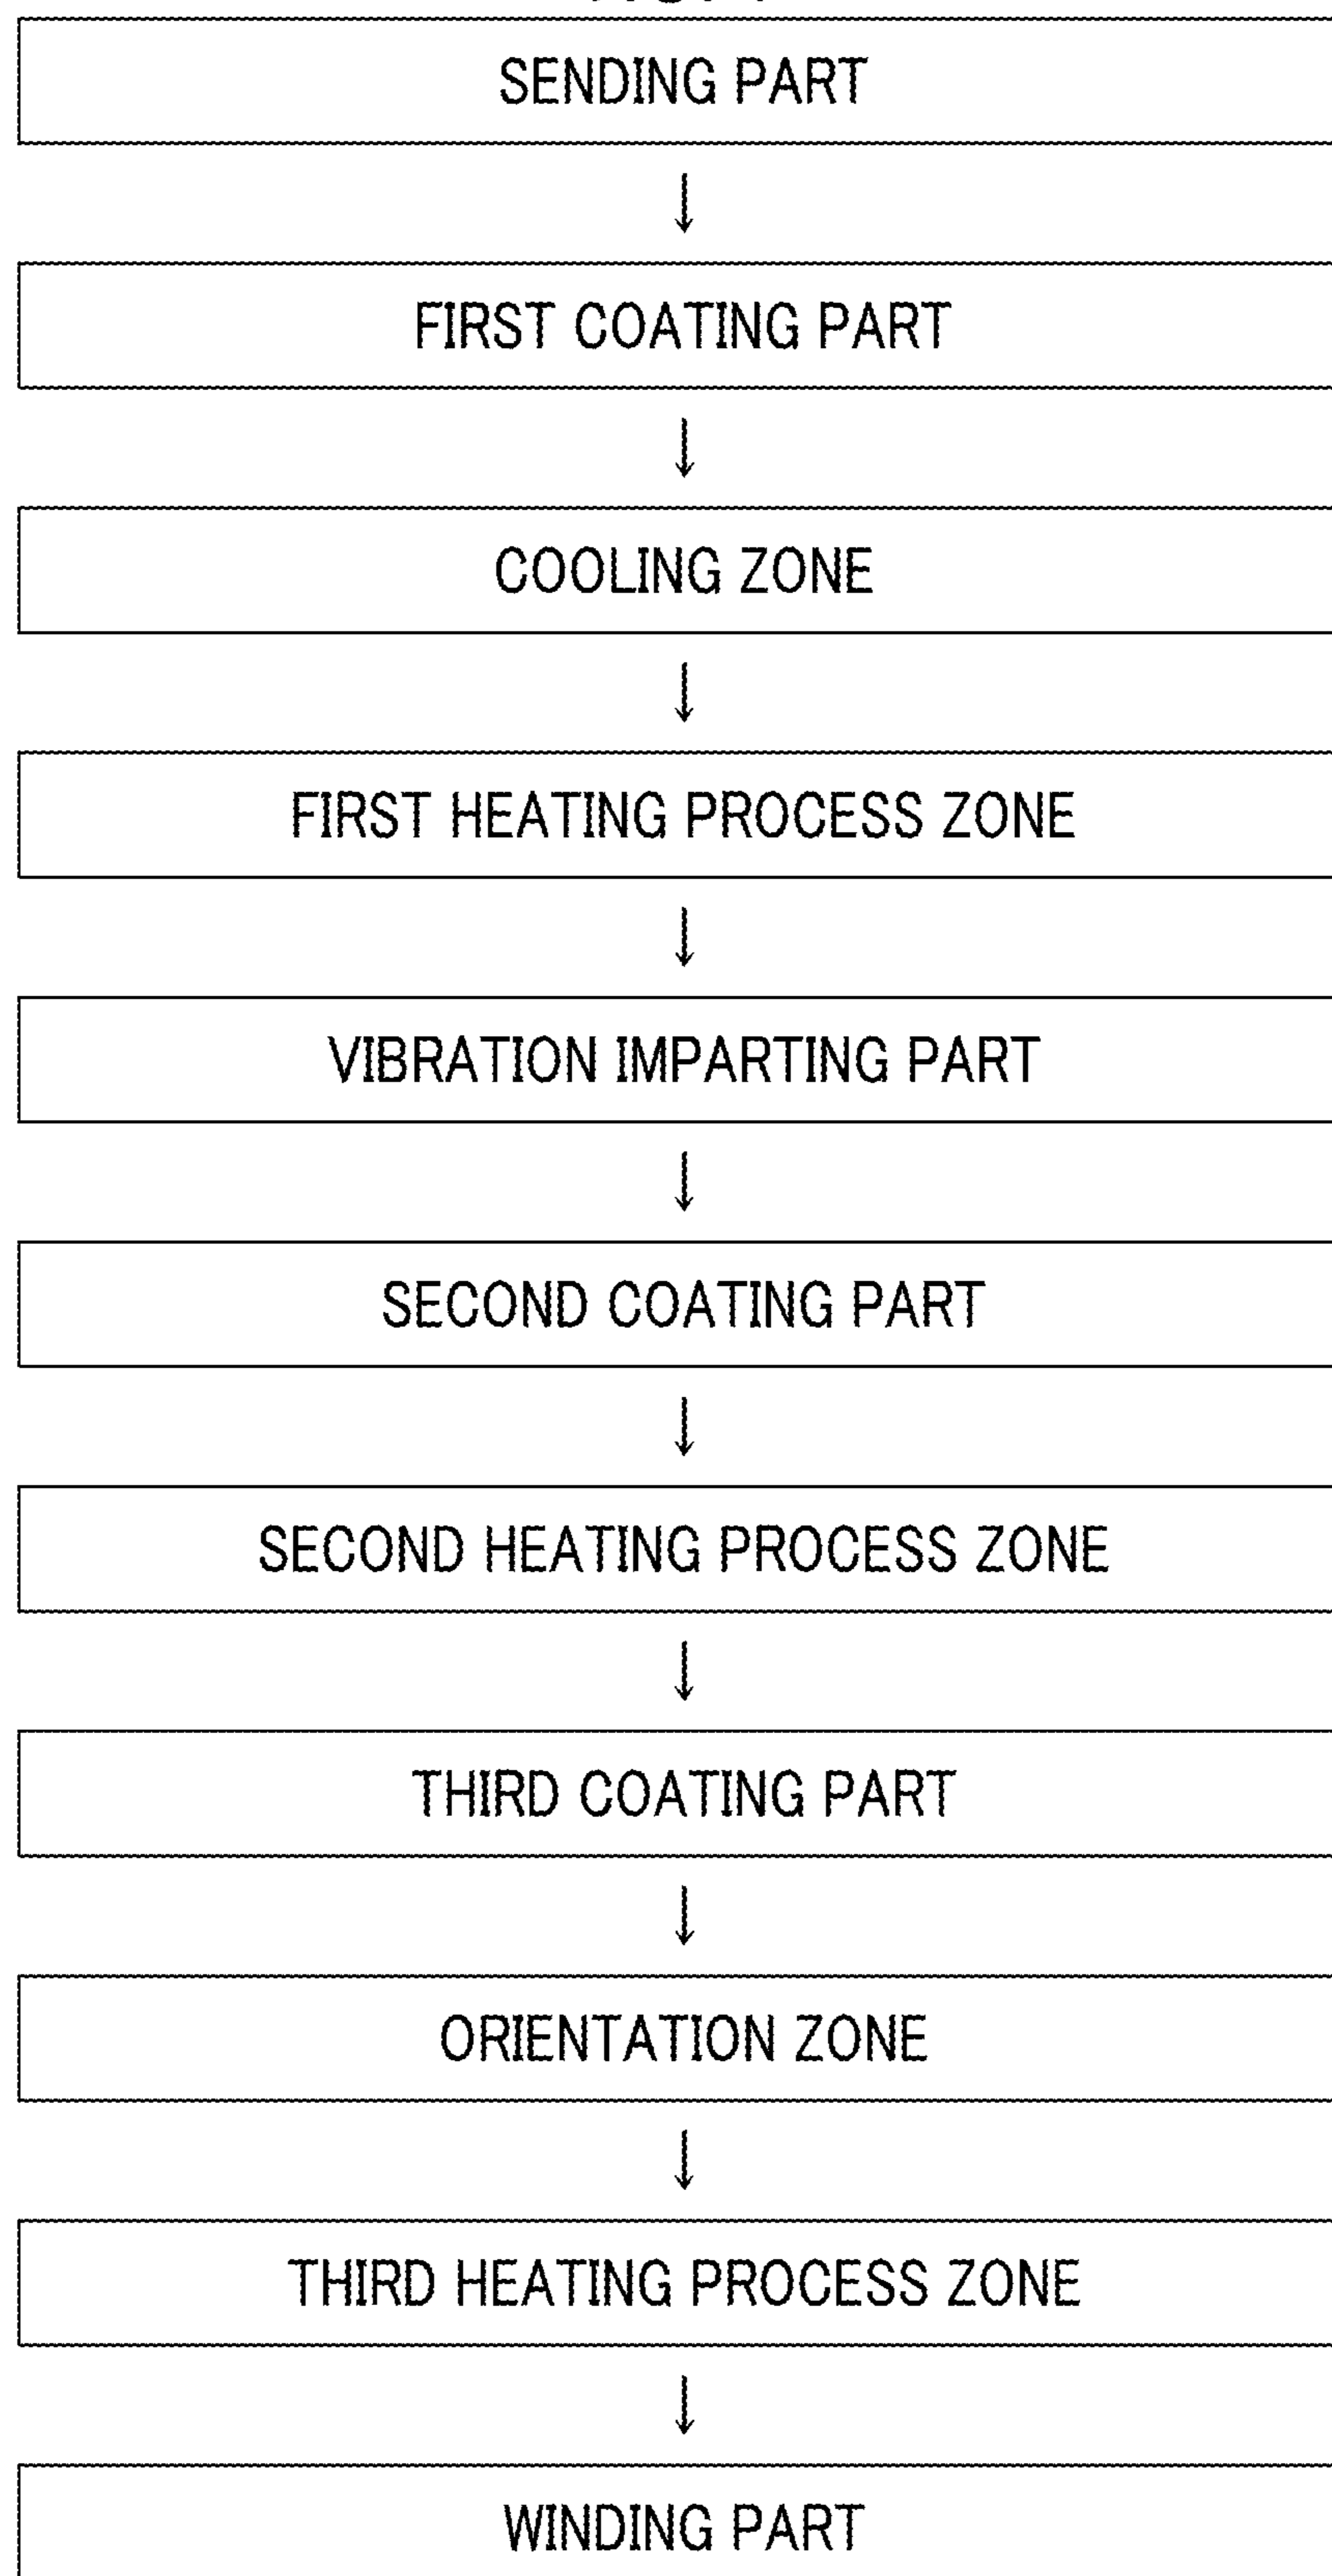 SENDING PART
↓
FIRST COATING PART
↓
COOLING ZONE
↓
FIRST HEATING PROCESS ZONE
↓
VIBRATION IMPARTING PART
↓
SECOND COATING PART
↓
SECOND HEATING PROCESS ZONE
↓
THIRD COATING PART
↓
ORIENTATION ZONE
↓
THIRD HEATING PROCESS ZONE
↓
WINDING PART